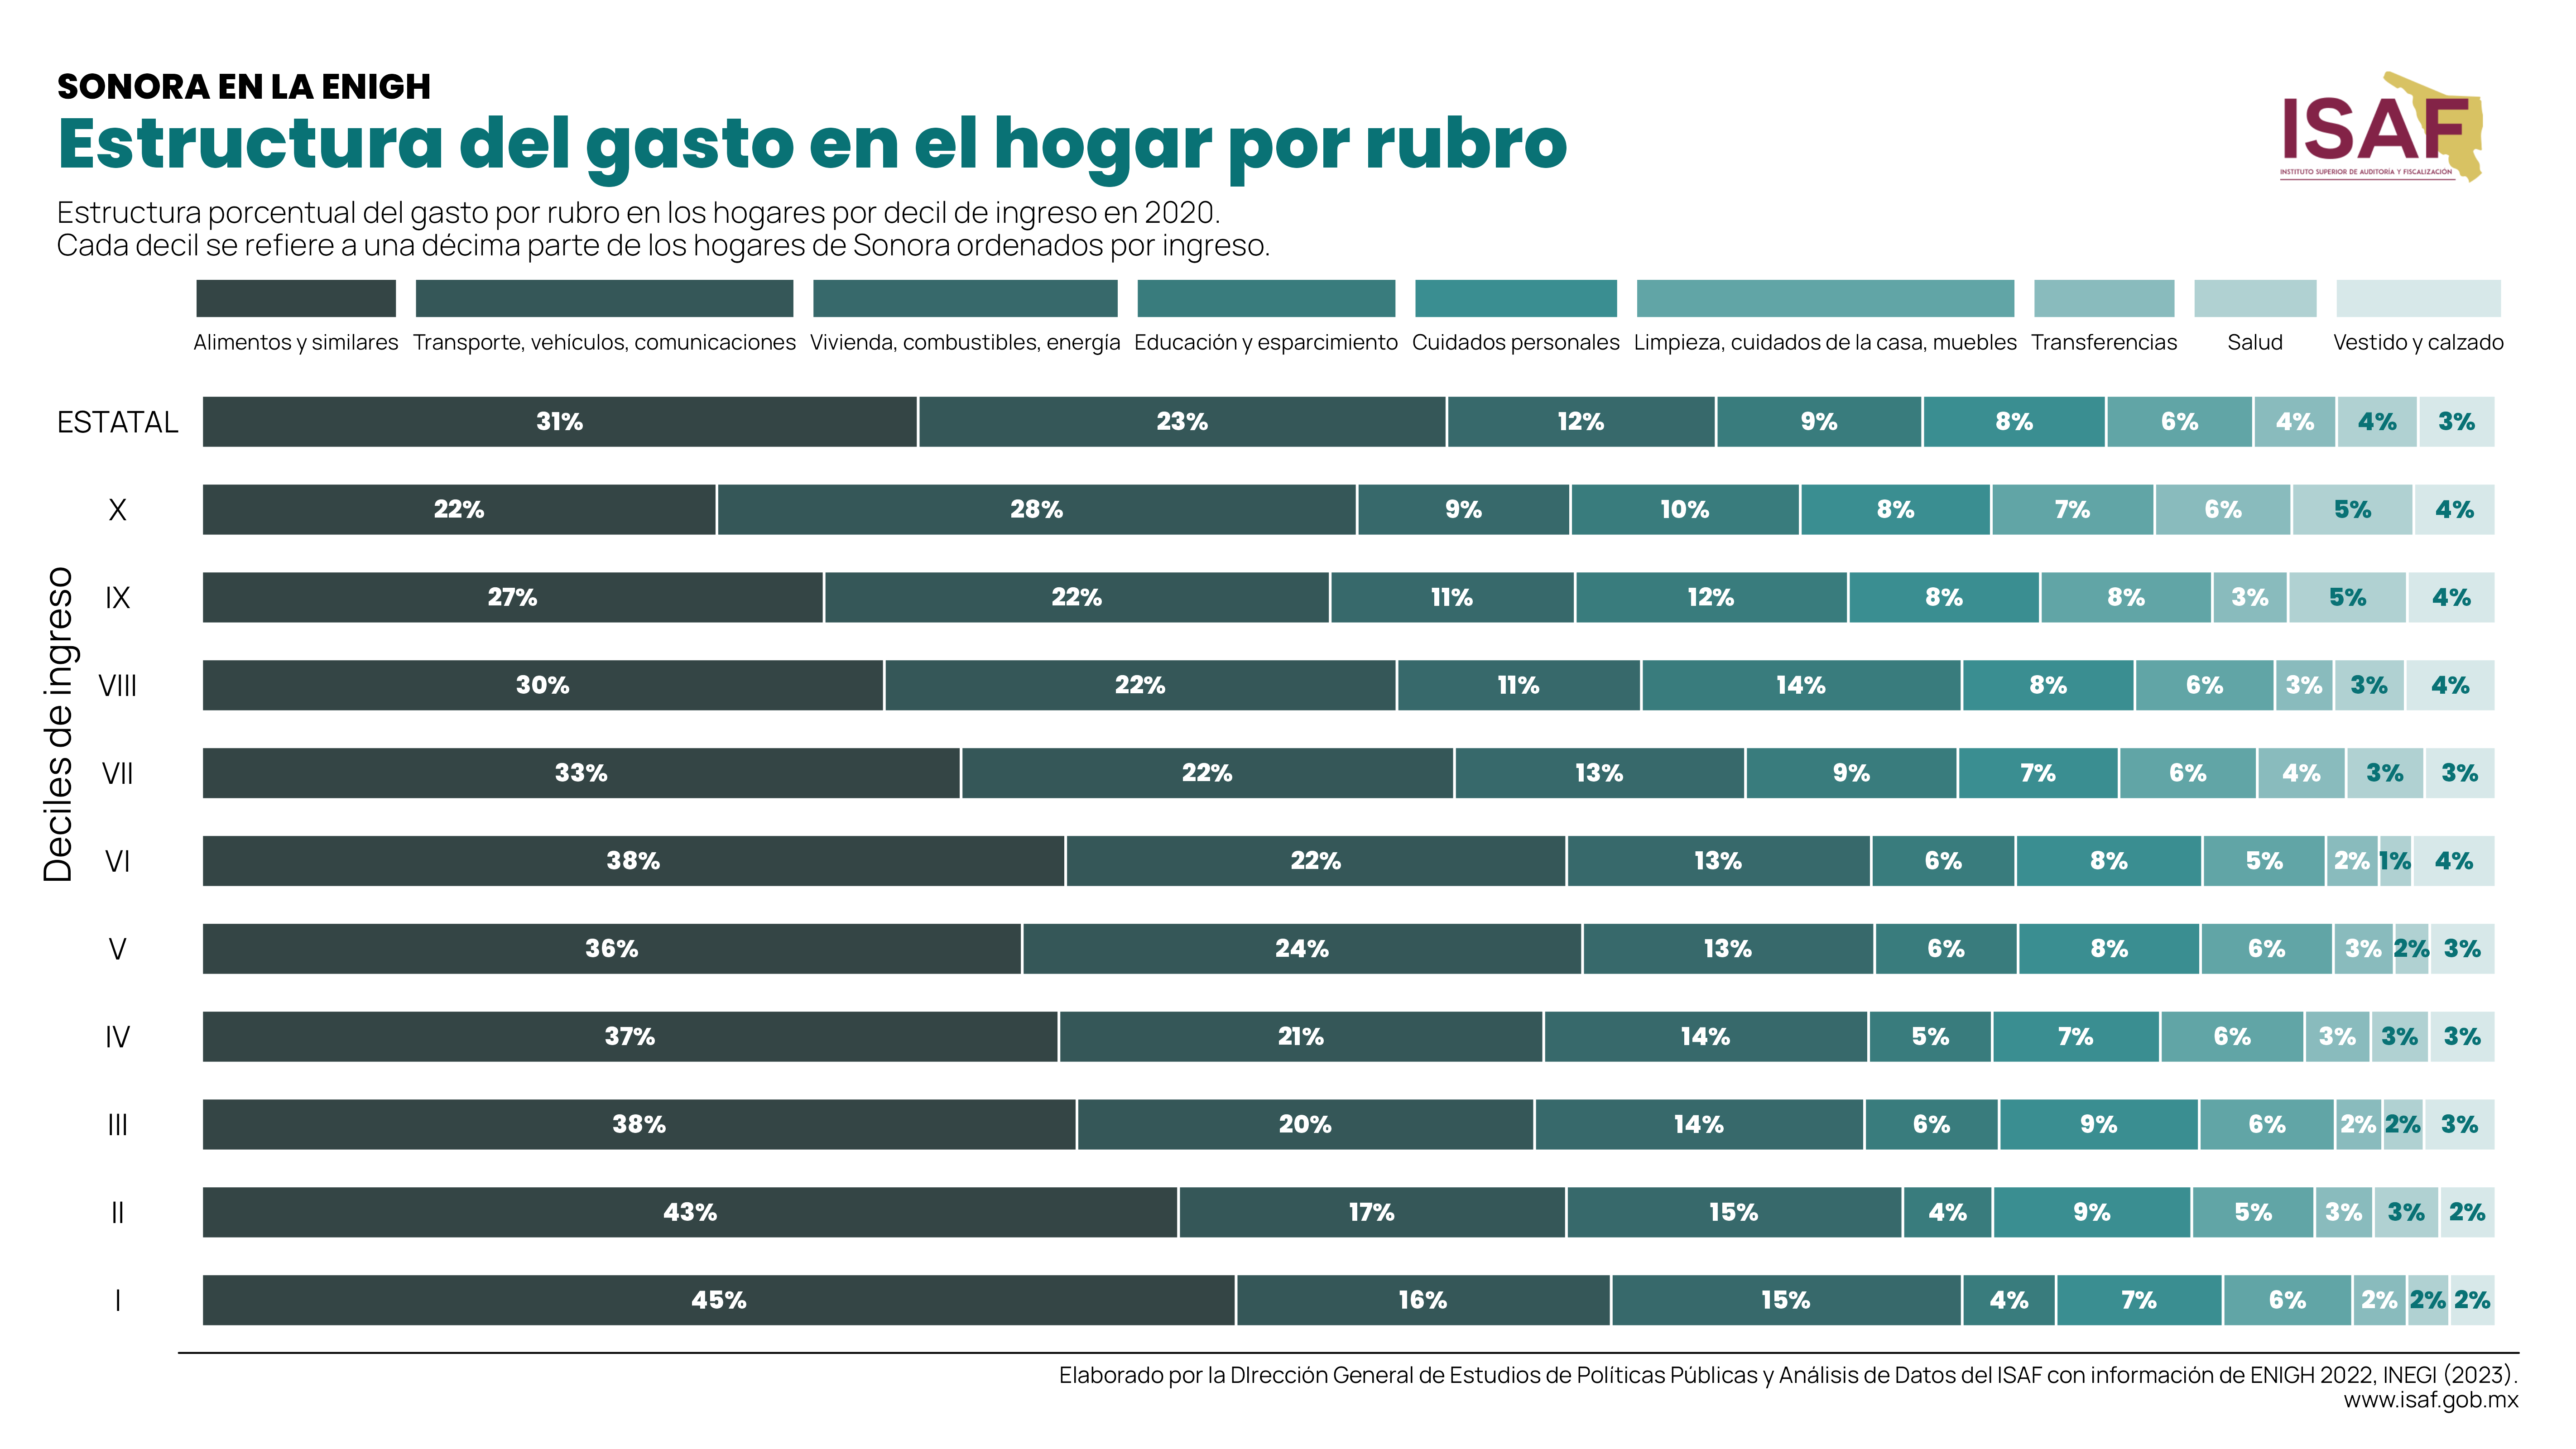 SONORA EN LA ENIGH
Estructura del gasto en el hogar por rubro
Estructura porcentual del gasto por rubro en los hogares por decil de ingreso en 2020.
Cada decil se refiere a una décima parte de los hogares de Sonora ordenados por ingreso.
ISAF
INSTITUTO SUPERIOR DE AUDITORÍA Y FISCALIZACIÓN
Alimentos y similares Transporte, vehículos, comunicaciones Vivienda, combustibles, energía Educación y esparcimiento Cuidados personales Limpieza, cuidados de la casa, muebles Transferencias Salud Vestido y calzado
Deciles de ingreso
ESTATAL 31% 23% 12% 9% 8% 6% 4% 4% 3%
X 22% 28% 9% 10% 8% 7% 6% 5% 4%
IX 27% 22% 11% 12% 8% 8% 3% 5% 4%
VIII 30% 22% 11% 14% 8% 6% 3% 3% 4%
VII 33% 22% 13% 9% 7% 6% 4% 3% 3%
VI 38% 22% 13% 6% 8% 5% 2% 1% 4%
V 36% 24% 13% 6% 8% 6% 3% 2% 3%
IV 37% 21% 14% 5% 7% 6% 3% 3% 3%
III 38% 20% 14% 6% 9% 6% 2% 2% 3%
II 43% 17% 15% 4% 9% 5% 3% 3% 2%
I 45% 16% 15% 4% 7% 6% 2% 2% 2%
Elaborado por la DIrección General de Estudios de Políticas Públicas y Análisis de Datos del ISAF con información de ENIGH 2022, INEGI (2023).
www.isaf.gob.mx